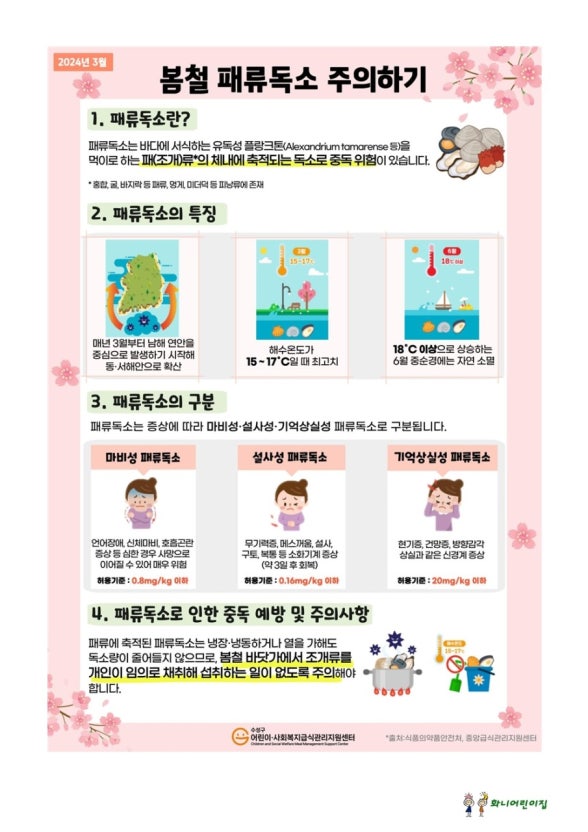 2024년 3월
봄철 패류독소 주의하기
1. 패류독소란?
패류독소는 바다에 서식하는 유독성 플랑크톤(Alexandrium tamarense 등)을
먹이로 하는 패(조개)류*의 체내에 축적되는 독소로 중독 위험이 있습니다.
* 홍합, 굴, 바지락 등 패류, 멍게, 미더덕 등 피낭류에 존재
2. 패류독소의 특징
매년 3월부터 남해 연안을
중심으로 발생하기 시작해
동·서해안으로 확산
3월
15~17℃
해수온도가
15 ~ 17℃일 때 최고치
6월
18℃ 이상
18℃ 이상으로 상승하는
6월 중순경에는 자연 소멸
3. 패류독소의 구분
패류독소는 증상에 따라 마비성·설사성·기억상실성 패류독소로 구분됩니다.
마비성 패류독소
언어장애, 신체마비, 호흡곤란
증상 등 심한 경우 사망으로
이어질 수 있어 매우 위험
허용기준 : 0.8mg/kg 이하
설사성 패류독소
무기력증, 메스꺼움, 설사,
구토, 복통 등 소화기계 증상
(약 3일 후 회복)
허용기준 : 0.16mg/kg 이하
기억상실성 패류독소
현기증, 건망증, 방향감각
상실과 같은 신경계 증상
허용기준 : 20mg/kg 이하
4. 패류독소로 인한 중독 예방 및 주의사항
패류에 축적된 패류독소는 냉장·냉동하거나 열을 가해도
독소량이 줄어들지 않으므로, 봄철 바닷가에서 조개류를
개인이 임의로 채취해 섭취하는 일이 없도록 주의해야
합니다.
해수온도
15~17℃
수성구
어린이·사회복지급식관리지원센터
Children and Social Welfare Meal Management Support Center
*출처:식품의약품안전처, 중앙급식관리지원센터
화니어린이집